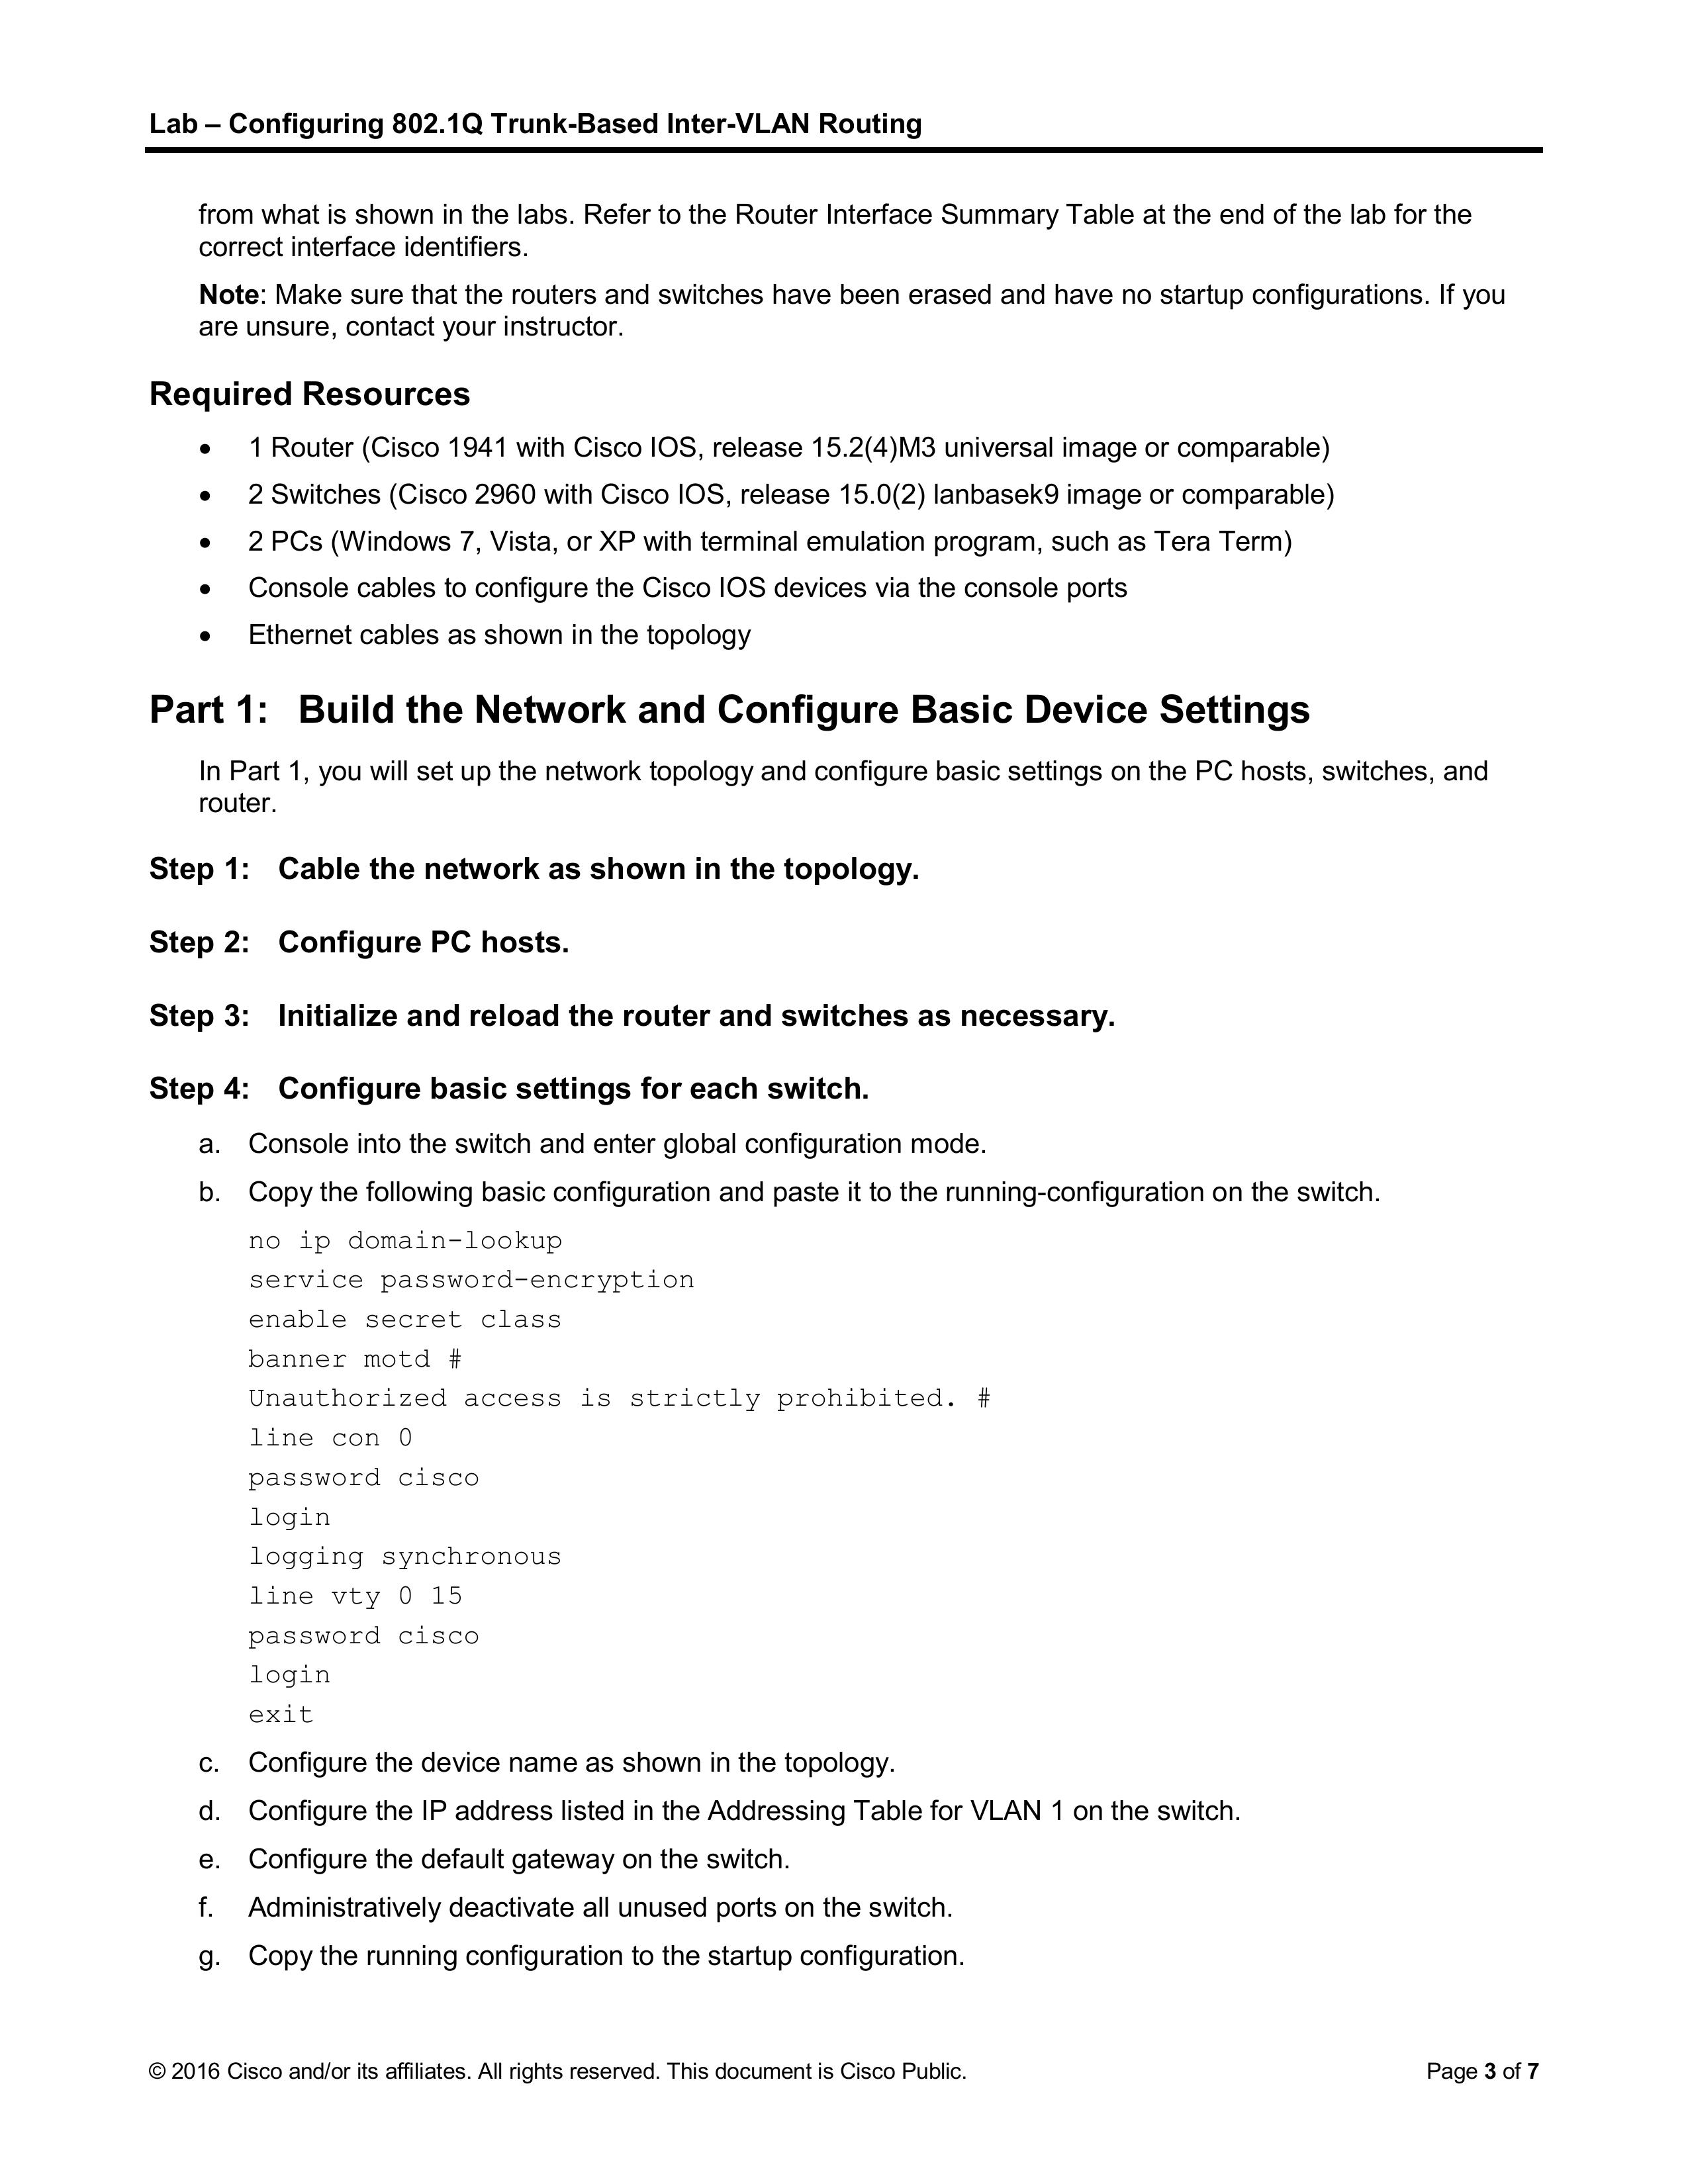 Lab – Configuring 802.1Q Trunk-Based Inter-VLAN Routing
from what is shown in the labs. Refer to the Router Interface Summary Table at the end of the lab for the
correct interface identifiers.
Note: Make sure that the routers and switches have been erased and have no startup configurations. If you
are unsure, contact your instructor.
Required Resources
• 1 Router (Cisco 1941 with Cisco IOS, release 15.2(4)M3 universal image or comparable)
• 2 Switches (Cisco 2960 with Cisco IOS, release 15.0(2) lanbasek9 image or comparable)
• 2 PCs (Windows 7, Vista, or XP with terminal emulation program, such as Tera Term)
• Console cables to configure the Cisco IOS devices via the console ports
• Ethernet cables as shown in the topology
Part 1: Build the Network and Configure Basic Device Settings
In Part 1, you will set up the network topology and configure basic settings on the PC hosts, switches, and
router.
Step 1: Cable the network as shown in the topology.
Step 2: Configure PC hosts.
Step 3: Initialize and reload the router and switches as necessary.
Step 4: Configure basic settings for each switch.
a. Console into the switch and enter global configuration mode.
b. Copy the following basic configuration and paste it to the running-configuration on the switch.
no ip domain-lookup
service password-encryption
enable secret class
banner motd #
Unauthorized access is strictly prohibited. #
line con 0
password cisco
login
logging synchronous
line vty 0 15
password cisco
login
exit
c. Configure the device name as shown in the topology.
d. Configure the IP address listed in the Addressing Table for VLAN 1 on the switch.
e. Configure the default gateway on the switch.
f. Administratively deactivate all unused ports on the switch.
g. Copy the running configuration to the startup configuration.
© 2016 Cisco and/or its affiliates. All rights reserved. This document is Cisco Public. Page 3 of 7